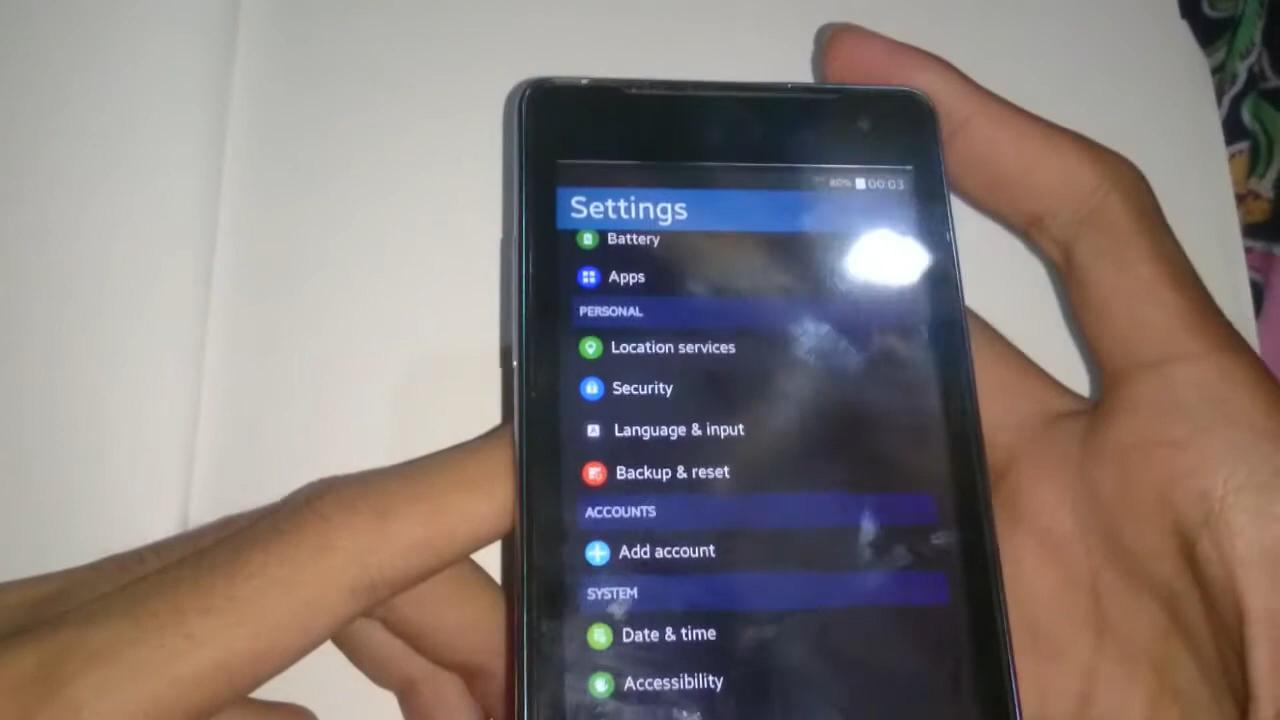 80% 00:03
Settings
Battery
Apps
PERSONAL
Location services
Security
Language & input
Backup & reset
ACCOUNTS
Add account
SYSTEM
Date & time
Accessibility